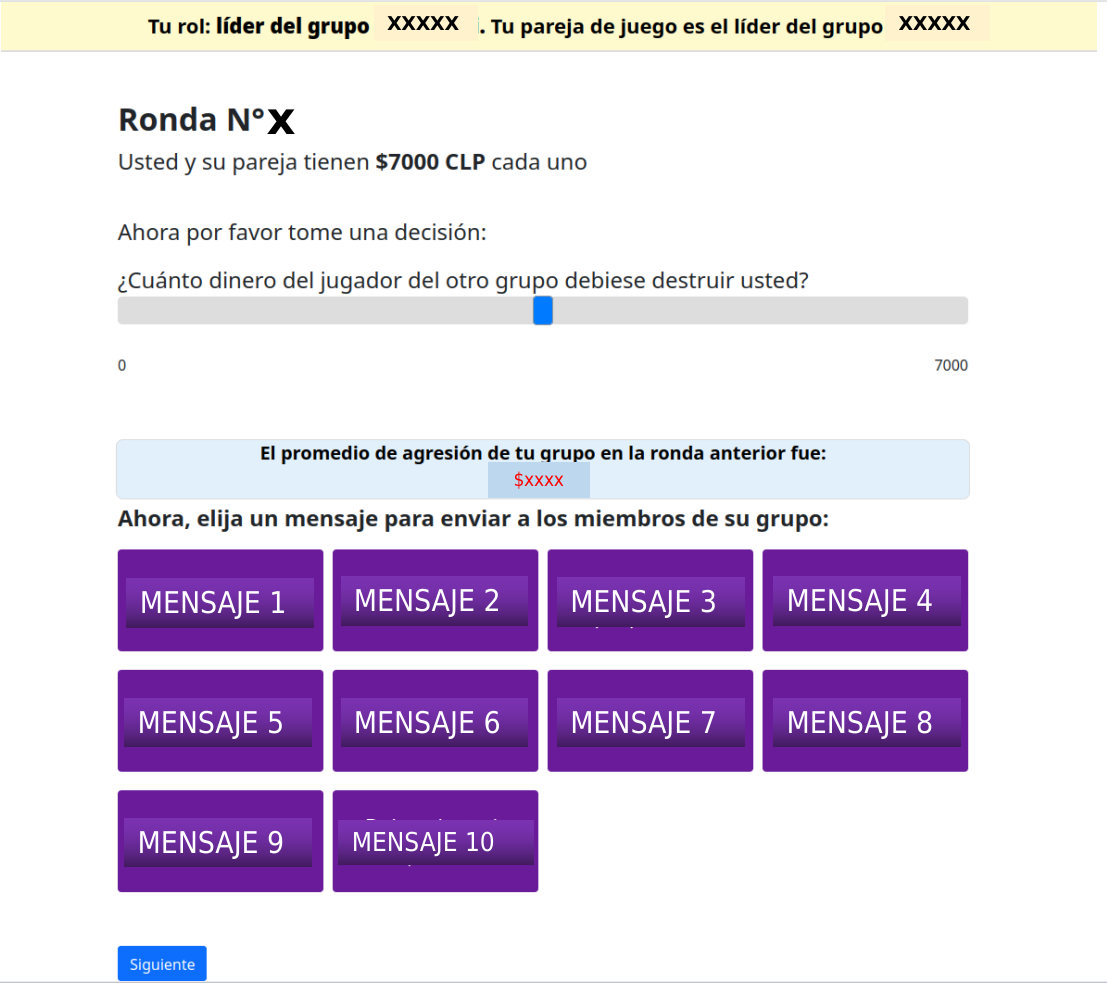 Tu rol: líder del grupo XXXXX . Tu pareja de juego es el líder del grupo XXXXX
Ronda N°X
Usted y su pareja tienen $7000 CLP cada uno
Ahora por favor tome una decisión:
¿Cuánto dinero del jugador del otro grupo debiese destruir usted?
0 7000
El promedio de agresión de tu grupo en la ronda anterior fue:
$xxxx
Ahora, elija un mensaje para enviar a los miembros de su grupo:
MENSAJE 1 MENSAJE 2 MENSAJE 3 MENSAJE 4
MENSAJE 5 MENSAJE 6 MENSAJE 7 MENSAJE 8
MENSAJE 9 MENSAJE 10
Siguiente